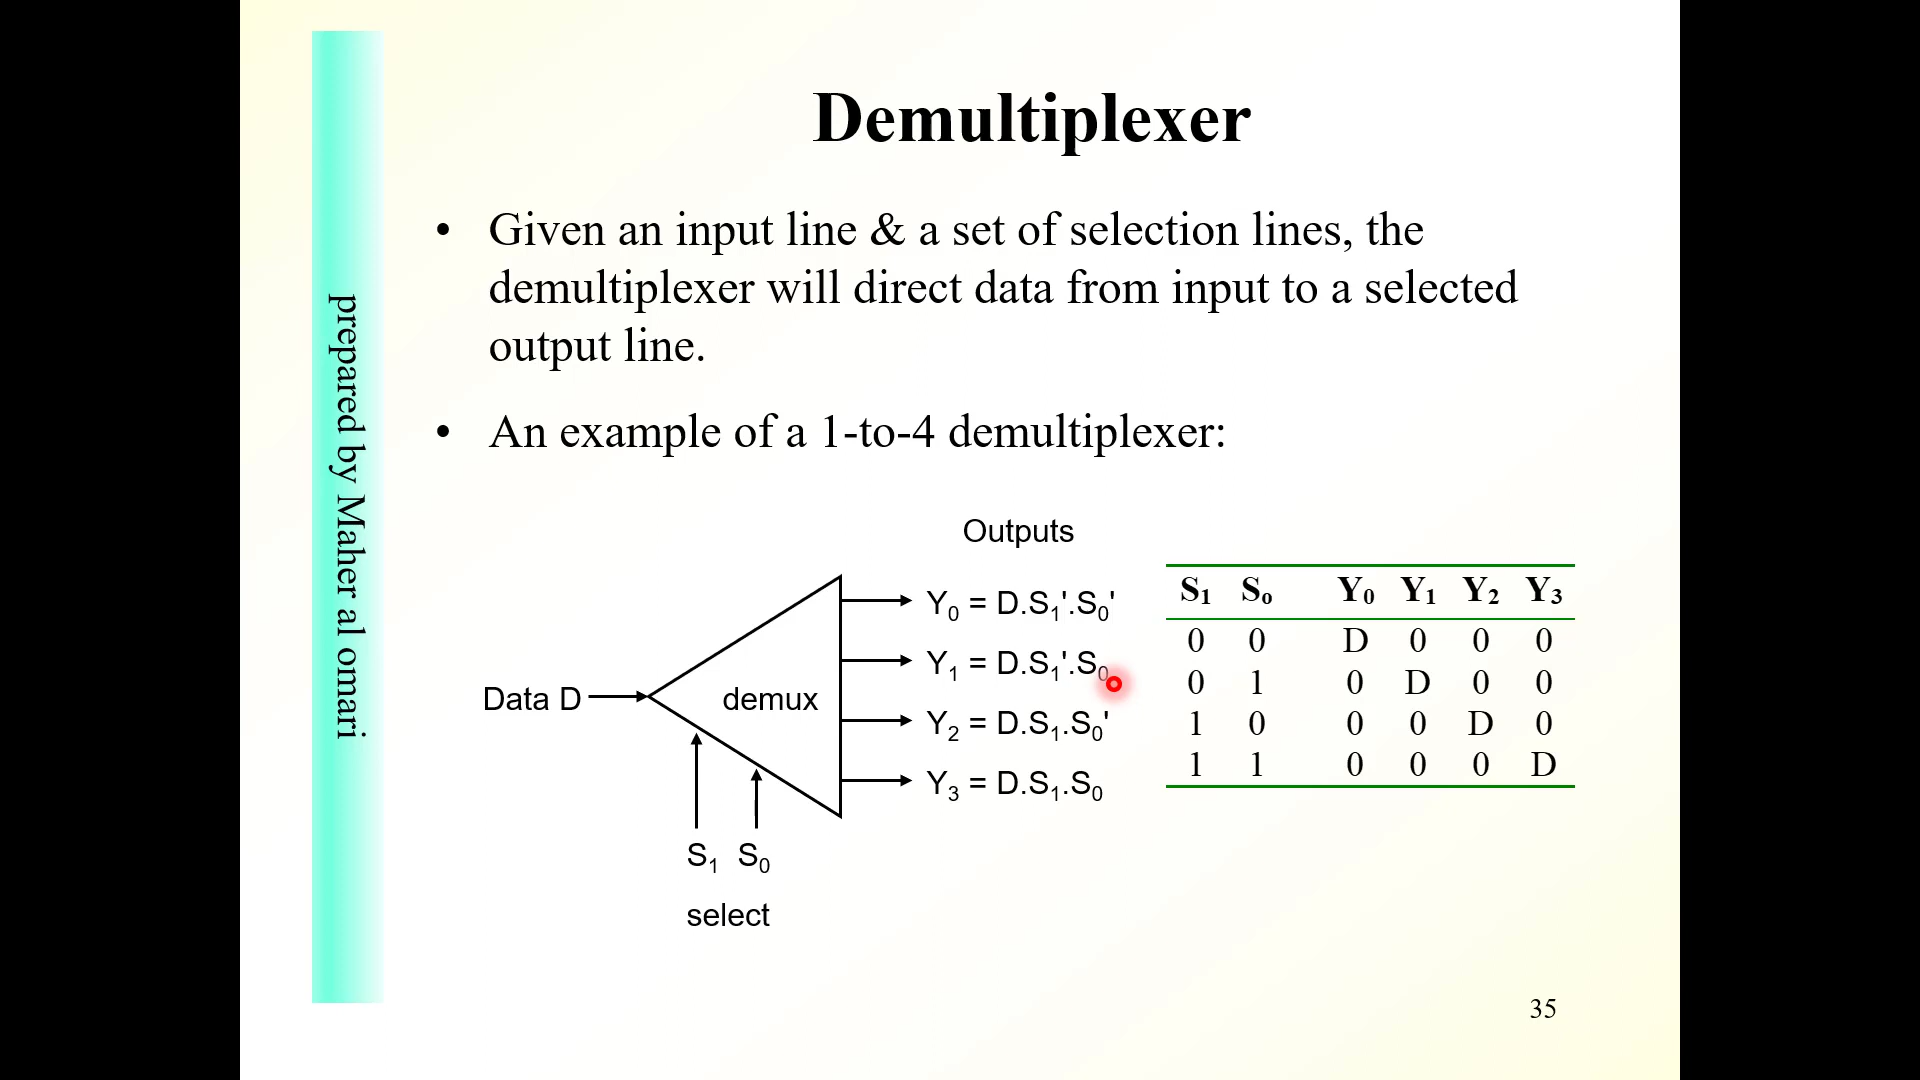 Demultiplexer
prepared by Maher al omari
• Given an input line & a set of selection lines, the
demultiplexer will direct data from input to a selected
output line.
• An example of a 1-to-4 demultiplexer:
Outputs
Y₀ = D.S₁'.S₀'
Y₁ = D.S₁'.S₀
Y₂ = D.S₁.S₀'
Y₃ = D.S₁.S₀
Data D
demux
S₁ S₀
select
S₁ Sₒ Y₀ Y₁ Y₂ Y₃
0 0 D 0 0 0
0 1 0 D 0 0
1 0 0 0 D 0
1 1 0 0 0 D
35